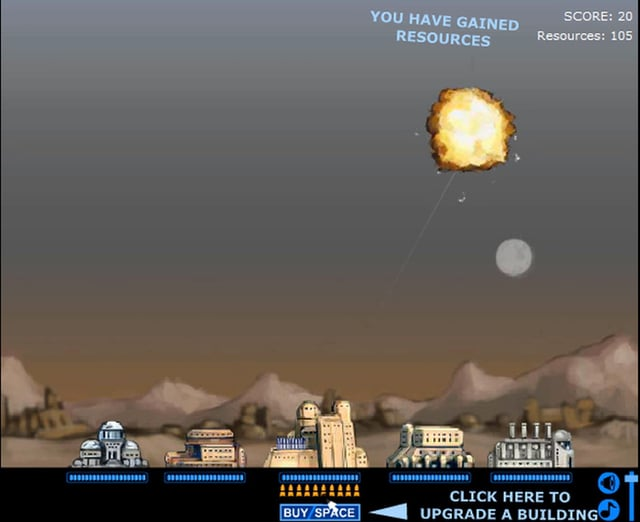 YOU HAVE GAINED
RESOURCES
SCORE: 20
Resources: 105
BUY/SPACE
CLICK HERE TO
UPGRADE A BUILDING